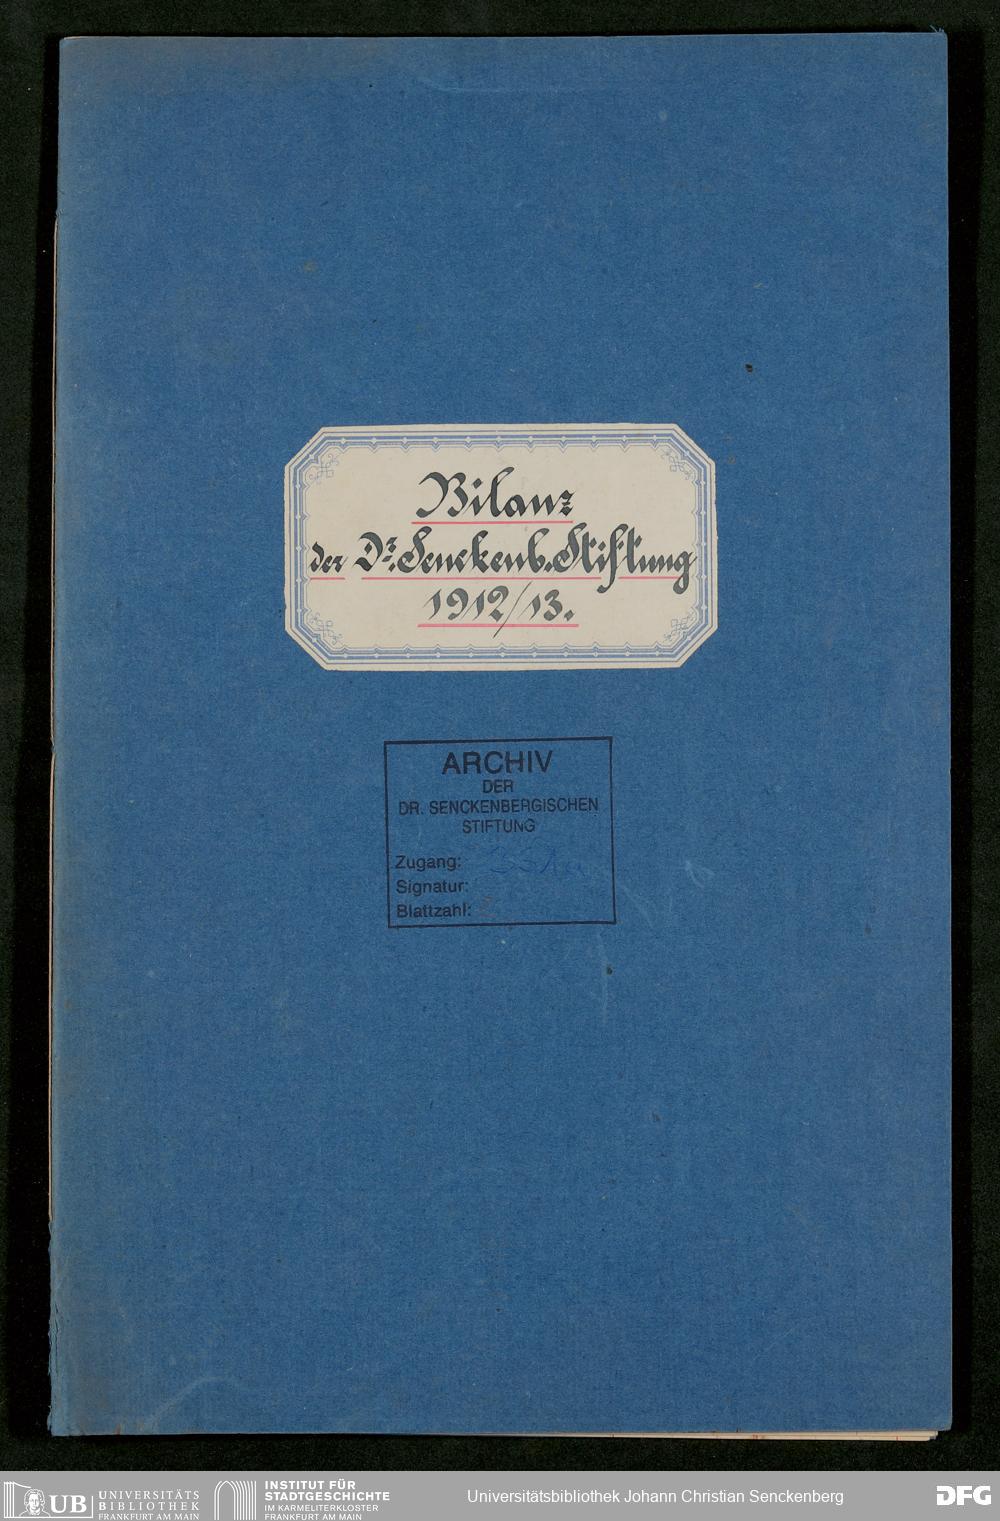 Bilanz
der Dr. Senckenb. Stiftung
1912/13.
ARCHIV
DER
DR. SENCKENBERGISCHEN
STIFTUNG
Zugang:
Signatur:
Blattzahl:
UB UNIVERSITÄTS
BIBLIOTHEK
FRANKFURT AM MAIN
INSTITUT FÜR
STADTGESCHICHTE
IM KARMELITERKLOSTER
FRANKFURT AM MAIN
Universitätsbibliothek Johann Christian Senckenberg
DFG